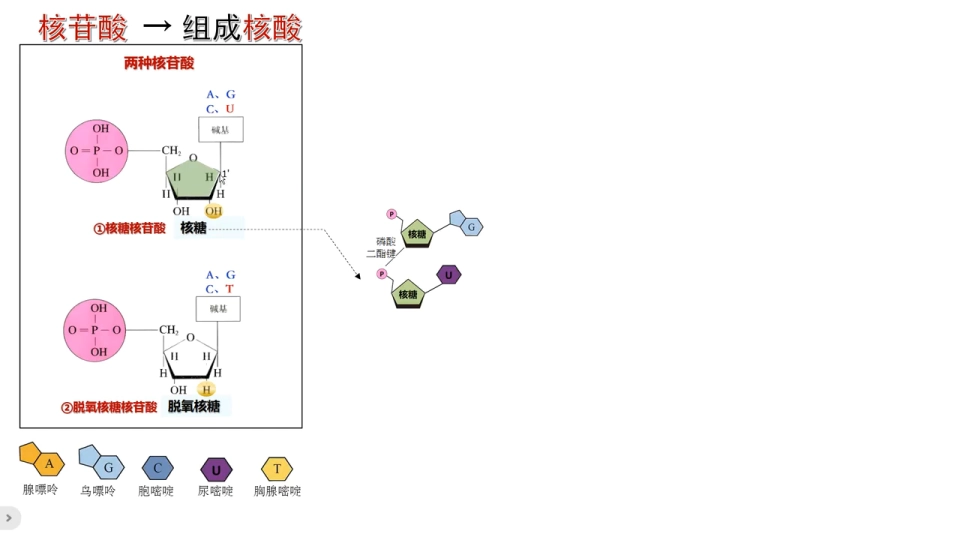 核苷酸 → 组成核酸
两种核苷酸
A、G
C、U
碱基
OH
O=P—O
OH
CH₂
O
H H
1'
H H
OH OH
①核糖核苷酸 核糖
A、G
C、T
碱基
OH
O=P—O
OH
CH₂
O
H H
H H
OH H
②脱氧核糖核苷酸 脱氧核糖
P
核糖
G
磷酸
二酯键
P
核糖
U
A
G
C
U
T
腺嘌呤 鸟嘌呤 胞嘧啶 尿嘧啶 胸腺嘧啶